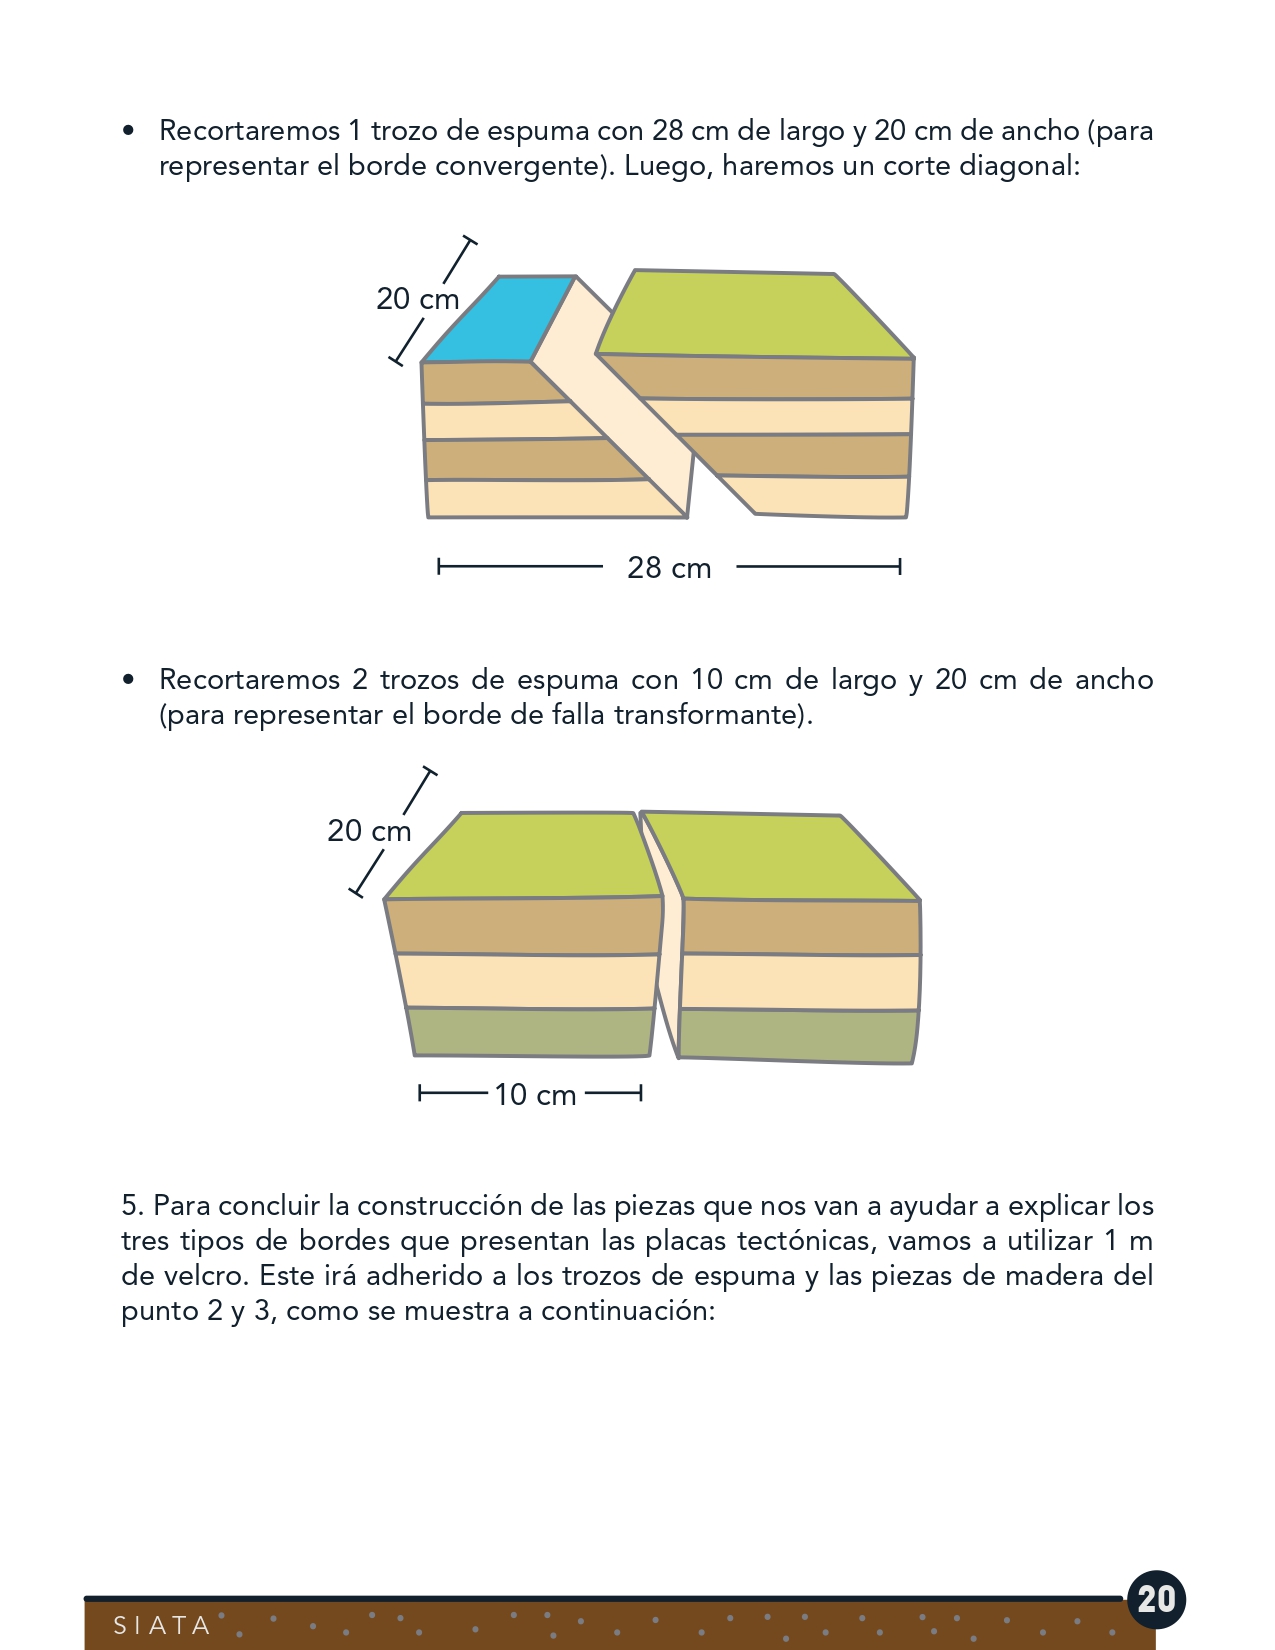 • Recortaremos 1 trozo de espuma con 28 cm de largo y 20 cm de ancho (para
representar el borde convergente). Luego, haremos un corte diagonal:
20 cm
28 cm
• Recortaremos 2 trozos de espuma con 10 cm de largo y 20 cm de ancho
(para representar el borde de falla transformante).
20 cm
10 cm
5. Para concluir la construcción de las piezas que nos van a ayudar a explicar los
tres tipos de bordes que presentan las placas tectónicas, vamos a utilizar 1 m
de velcro. Este irá adherido a los trozos de espuma y las piezas de madera del
punto 2 y 3, como se muestra a continuación:
20
SIATA